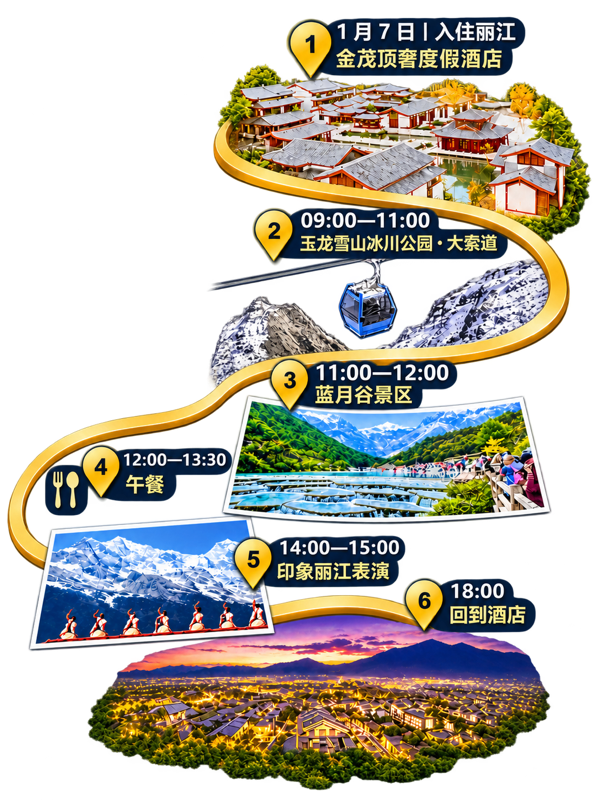 1
1月7日|入住丽江
金茂顶奢度假酒店
2
09:00—11:00
玉龙雪山冰川公园·大索道
3
11:00—12:00
蓝月谷景区
4
12:00—13:30
午餐
5
14:00—15:00
印象丽江表演
6
18:00
回到酒店